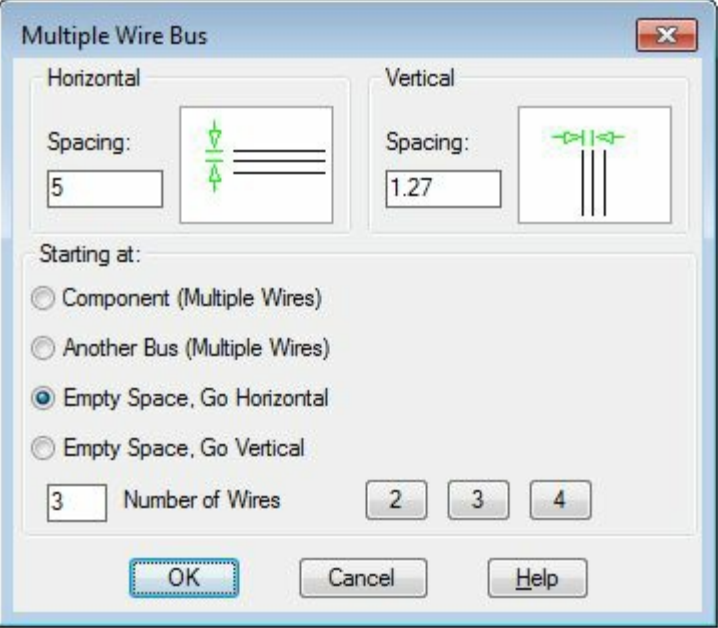 Multiple Wire Bus
Horizontal
Vertical
Spacing:
Spacing:
5
1.27
Starting at:
Component (Multiple Wires)
Another Bus (Multiple Wires)
Empty Space, Go Horizontal
Empty Space, Go Vertical
3 Number of Wires 2 3 4
OK Cancel Help